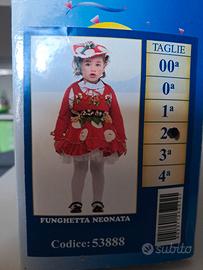 TAGLIE
00ª
0ª
1ª
2
3ª
4ª
FUNGHETTA NEONATA
Codice: 53888
subito